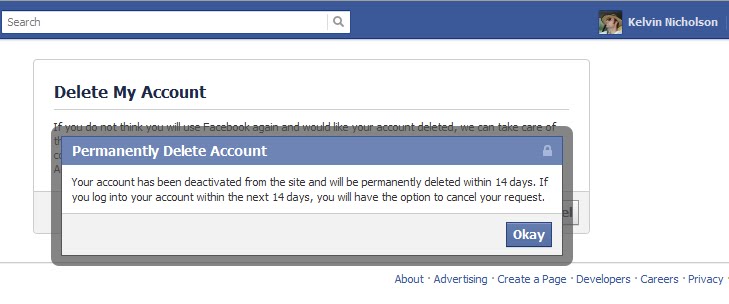 Search
Kelvin Nicholson
Delete My Account
If you do not think you will use Facebook again and would like your account deleted, we can take care of
Permanently Delete Account
Your account has been deactivated from the site and will be permanently deleted within 14 days. If
you log into your account within the next 14 days, you will have the option to cancel your request.
Okay
About · Advertising · Create a Page · Developers · Careers · Privacy ·